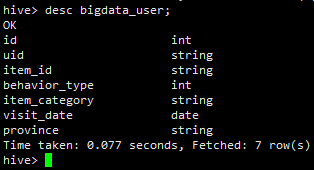 hive> desc bigdata_user;
OK
id int
uid string
item_id string
behavior_type int
item_category string
visit_date date
province string
Time taken: 0.077 seconds, Fetched: 7 row(s)
hive>